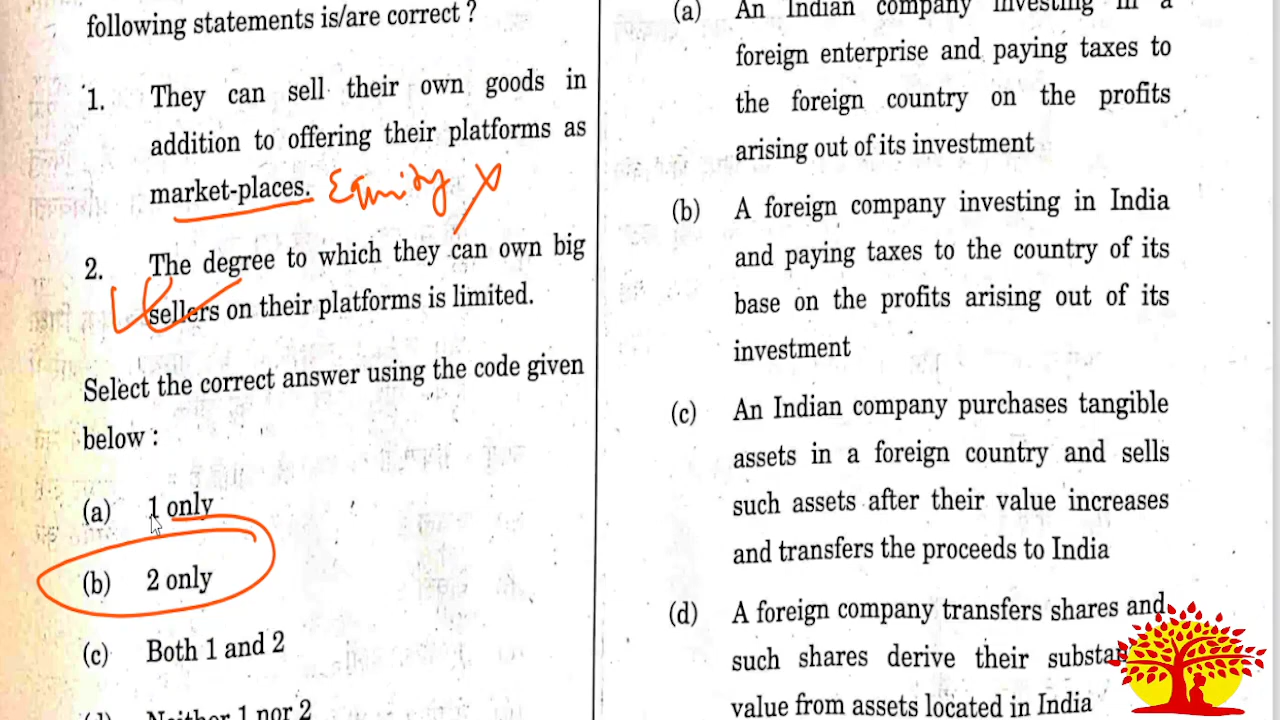 following statements is/are correct ?
1. They can sell their own goods in
addition to offering their platforms as
market-places. Equity X
2. The degree to which they can own big
sellers on their platforms is limited.
Select the correct answer using the code given
below :
(a) 1 only
(b) 2 only
(c) Both 1 and 2
(d) Neither 1 nor 2
(a) An Indian company investing in a
foreign enterprise and paying taxes to
the foreign country on the profits
arising out of its investment
(b) A foreign company investing in India
and paying taxes to the country of its
base on the profits arising out of its
investment
(c) An Indian company purchases tangible
assets in a foreign country and sells
such assets after their value increases
and transfers the proceeds to India
(d) A foreign company transfers shares and
such shares derive their
value from assets located in India